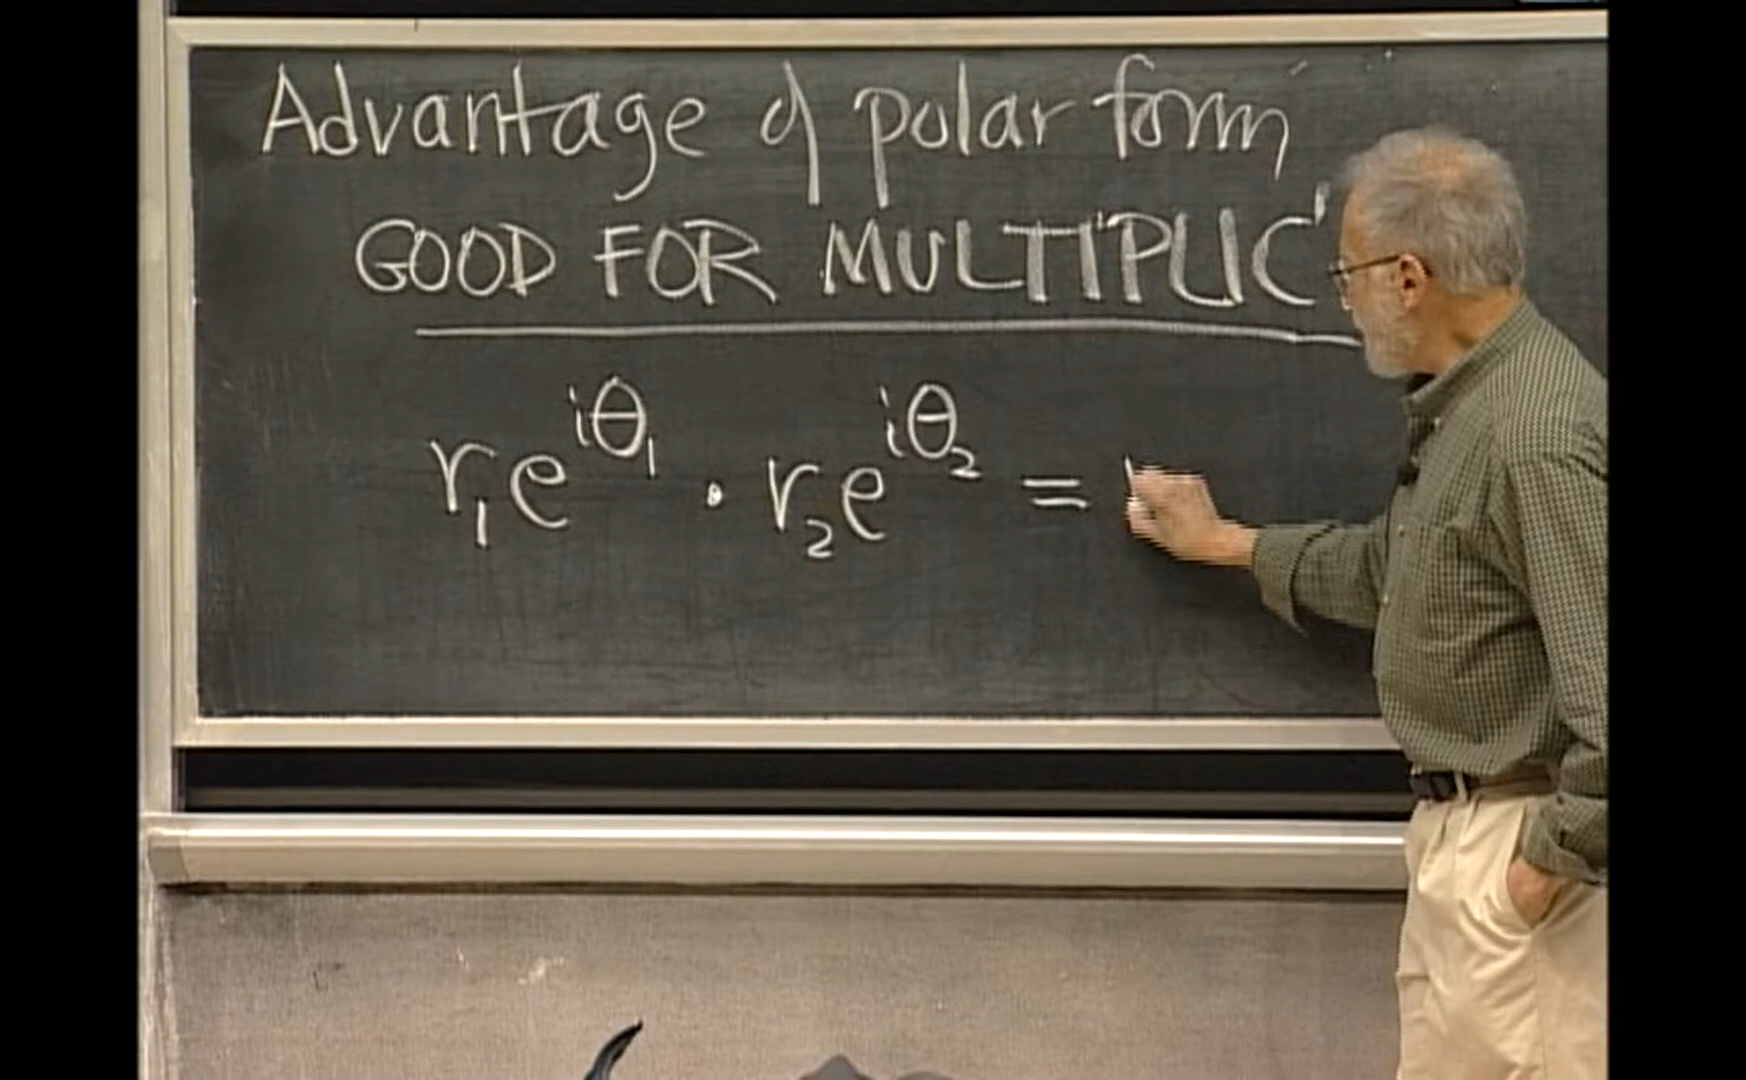 Advantage of polar form
GOOD FOR MULTIPLIC'
r₁e^{iθ₁} · r₂e^{iθ₂} =